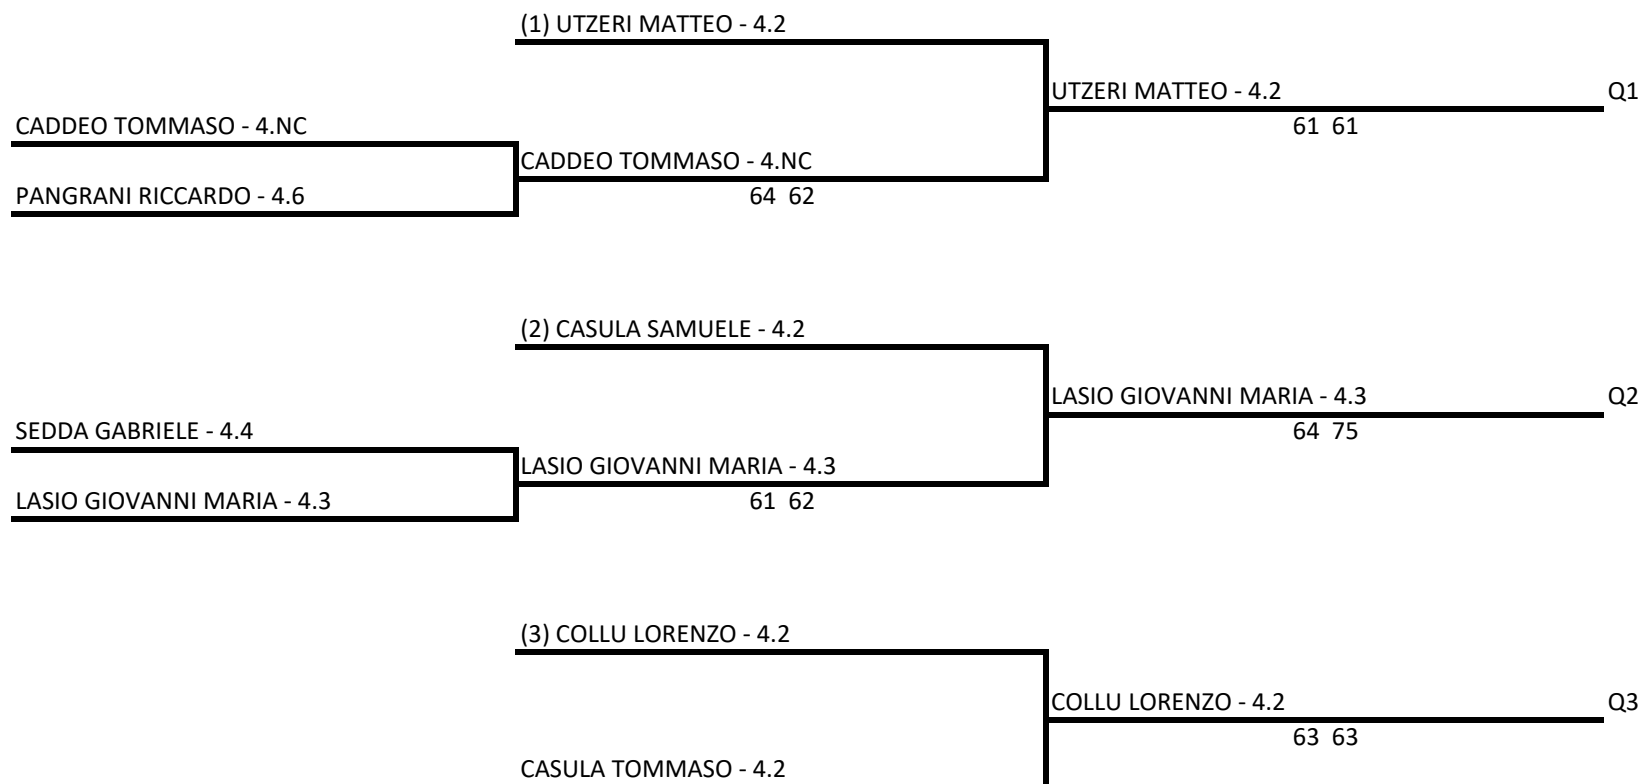 (1) UTZERI MATTEO - 4.2
UTZERI MATTEO - 4.2 Q1
CADDEO TOMMASO - 4.NC
61 61
CADDEO TOMMASO - 4.NC
PANGRANI RICCARDO - 4.6
64 62
(2) CASULA SAMUELE - 4.2
LASIO GIOVANNI MARIA - 4.3 Q2
SEDDA GABRIELE - 4.4
64 75
LASIO GIOVANNI MARIA - 4.3
LASIO GIOVANNI MARIA - 4.3
61 62
(3) COLLU LORENZO - 4.2
COLLU LORENZO - 4.2 Q3
63 63
CASULA TOMMASO - 4.2